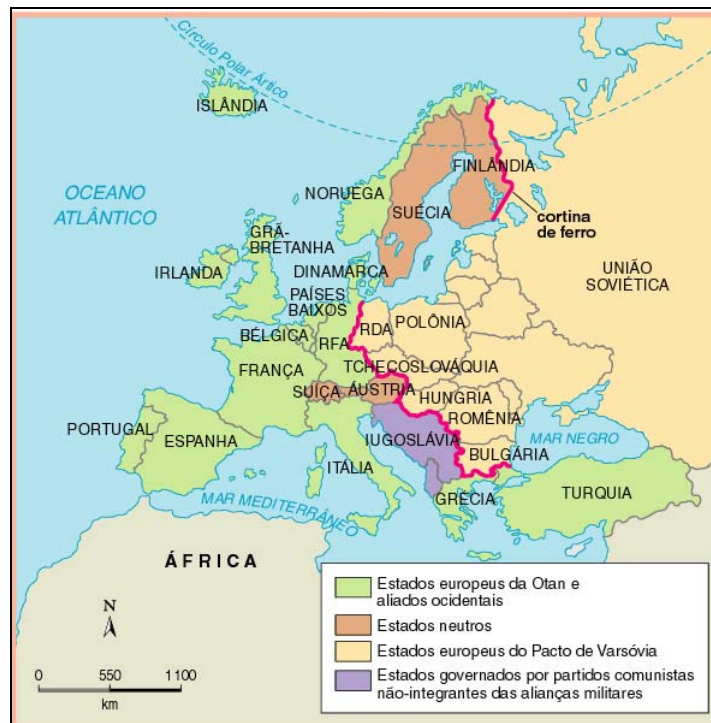 Círculo Polar Ártico
ISLÂNDIA
OCEANO
ATLÂNTICO
NORUEGA
FINLÂNDIA
SUÉCIA
cortina
de ferro
GRÃ-
BRETANHA
IRLANDA
DINAMARCA
UNIÃO
SOVIÉTICA
PAÍSES
BAIXOS
BÉLGICA
RFA
RDA
POLÔNIA
TCHECOSLOVÁQUIA
FRANÇA
SUÍÇA
ÁUSTRIA
HUNGRIA
ROMÊNIA
PORTUGAL
ESPANHA
IUGOSLÁVIA
MAR NEGRO
BULGÁRIA
ITÁLIA
GRÉCIA
TURQUIA
MAR MEDITERRÂNEO
ÁFRICA
N
0 550 1 100
km
Estados europeus da Otan e
aliados ocidentais
Estados neutros
Estados europeus do Pacto de Varsóvia
Estados governados por partidos comunistas
não-integrantes das alianças militares